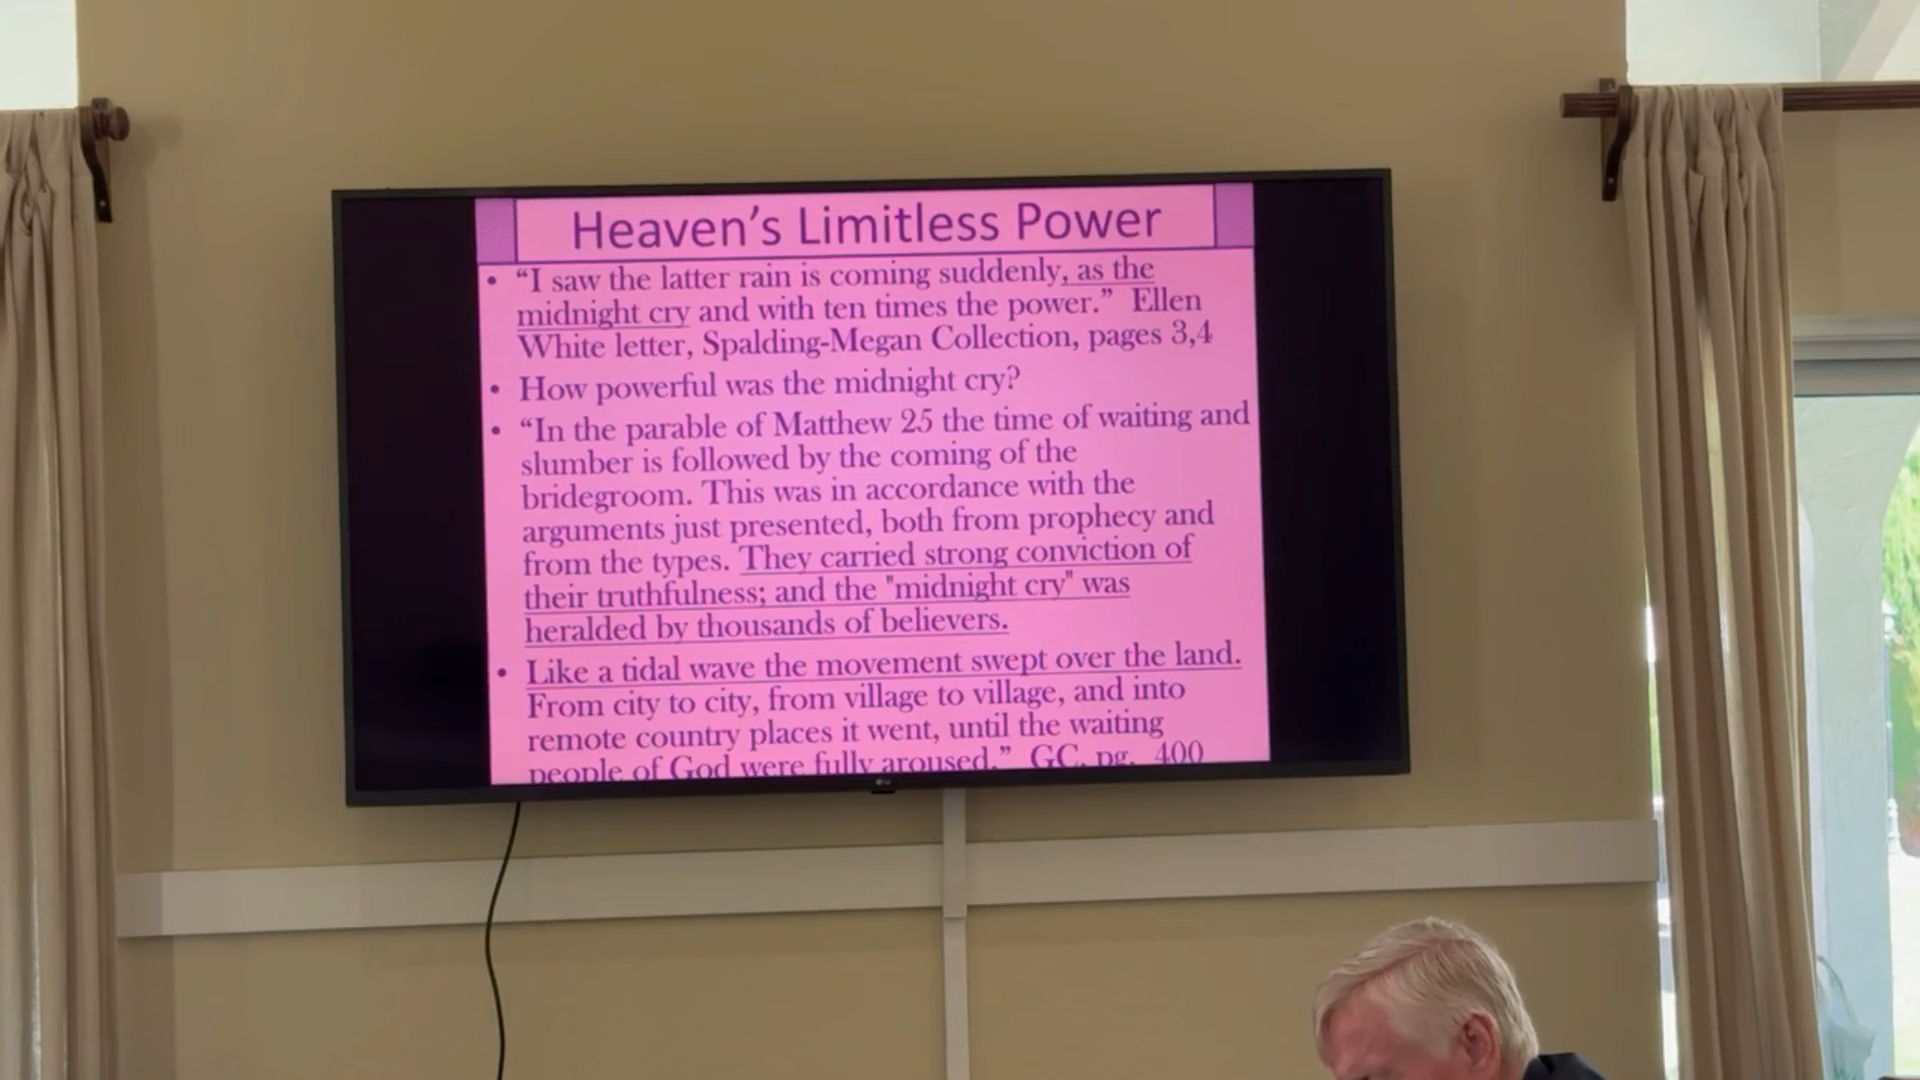 Heaven’s Limitless Power
• “I saw the latter rain is coming suddenly, as the
midnight cry and with ten times the power.” Ellen
White letter, Spalding-Megan Collection, pages 3,4
• How powerful was the midnight cry?
• “In the parable of Matthew 25 the time of waiting and
slumber is followed by the coming of the
bridegroom. This was in accordance with the
arguments just presented, both from prophecy and
from the types. They carried strong conviction of
their truthfulness; and the "midnight cry" was
heralded by thousands of believers.
• Like a tidal wave the movement swept over the land.
From city to city, from village to village, and into
remote country places it went, until the waiting
people of God were fully aroused.” GC, pg. 400
LG